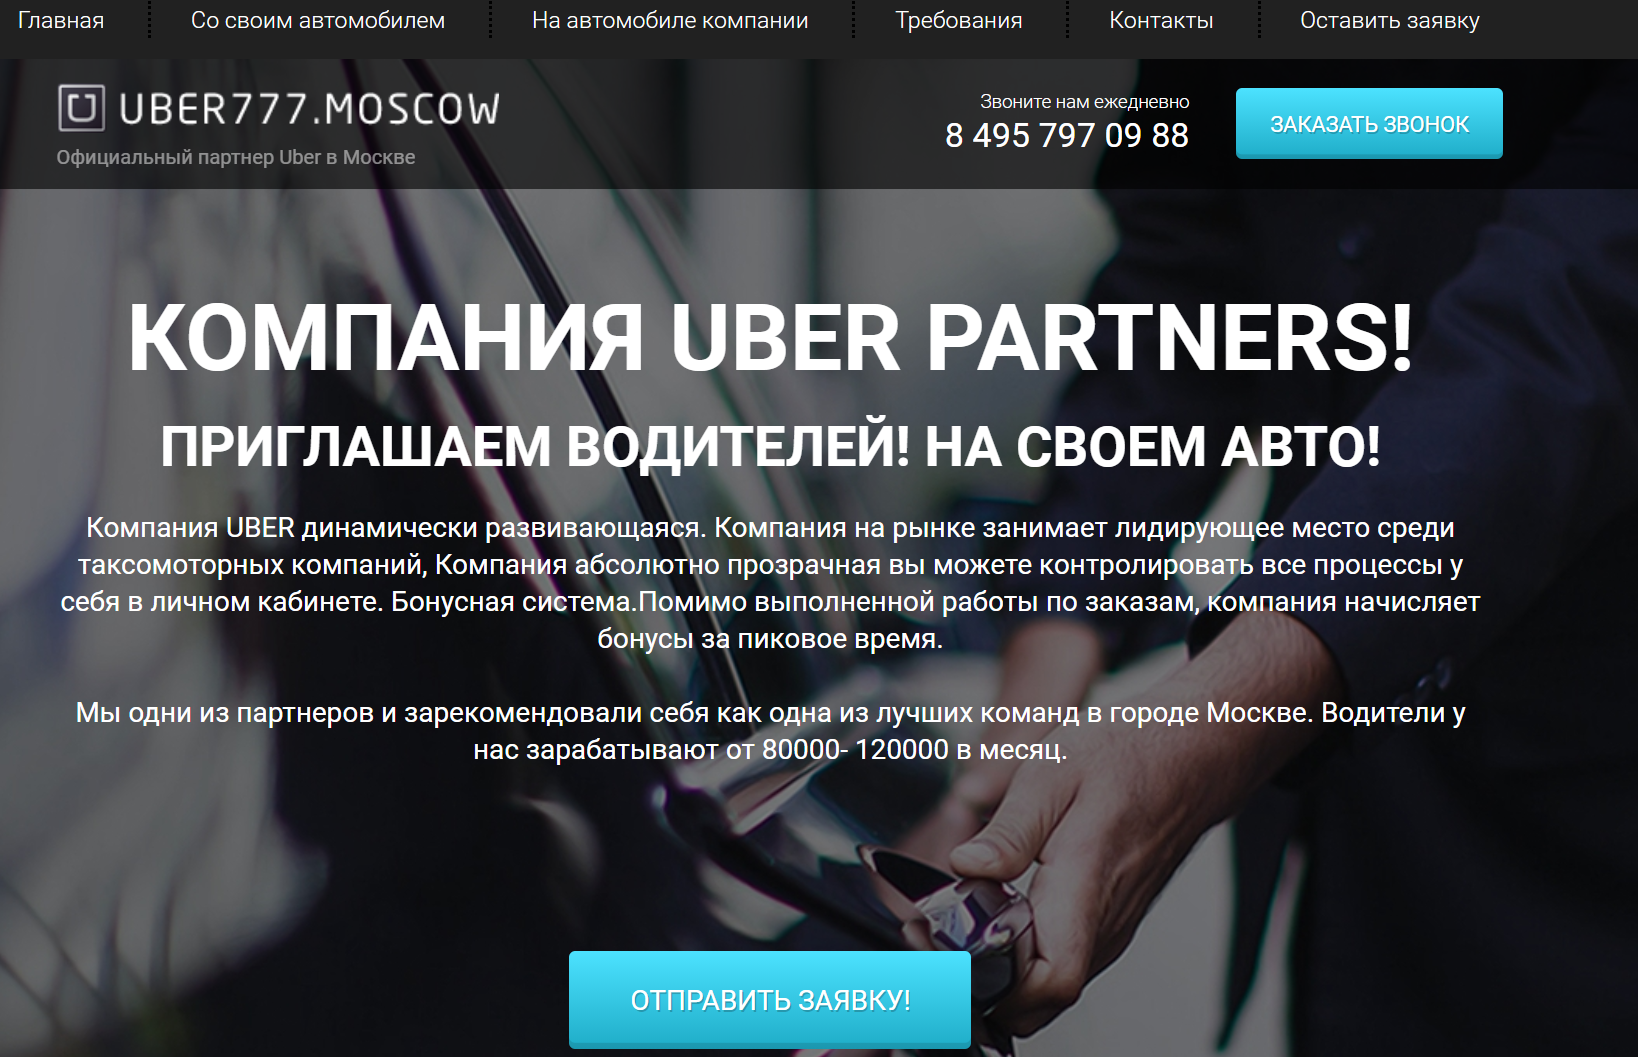 Главная
Со своим автомобилем
На автомобиле компании
Требования
Контакты
Оставить заявку
UBER777.MOSCOW
Официальный партнер Uber в Москве
Звоните нам ежедневно
8 495 797 09 88
ЗАКАЗАТЬ ЗВОНОК
КОМПАНИЯ UBER PARTNERS!
ПРИГЛАШАЕМ ВОДИТЕЛЕЙ! НА СВОЕМ АВТО!
Компания UBER динамически развивающаяся. Компания на рынке занимает лидирующее место среди
таксомоторных компаний, Компания абсолютно прозрачная вы можете контролировать все процессы у
себя в личном кабинете. Бонусная система.Помимо выполненной работы по заказам, компания начисляет
бонусы за пиковое время.
Мы одни из партнеров и зарекомендовали себя как одна из лучших команд в городе Москве. Водители у
нас зарабатывают от 80000- 120000 в месяц.
ОТПРАВИТЬ ЗАЯВКУ!